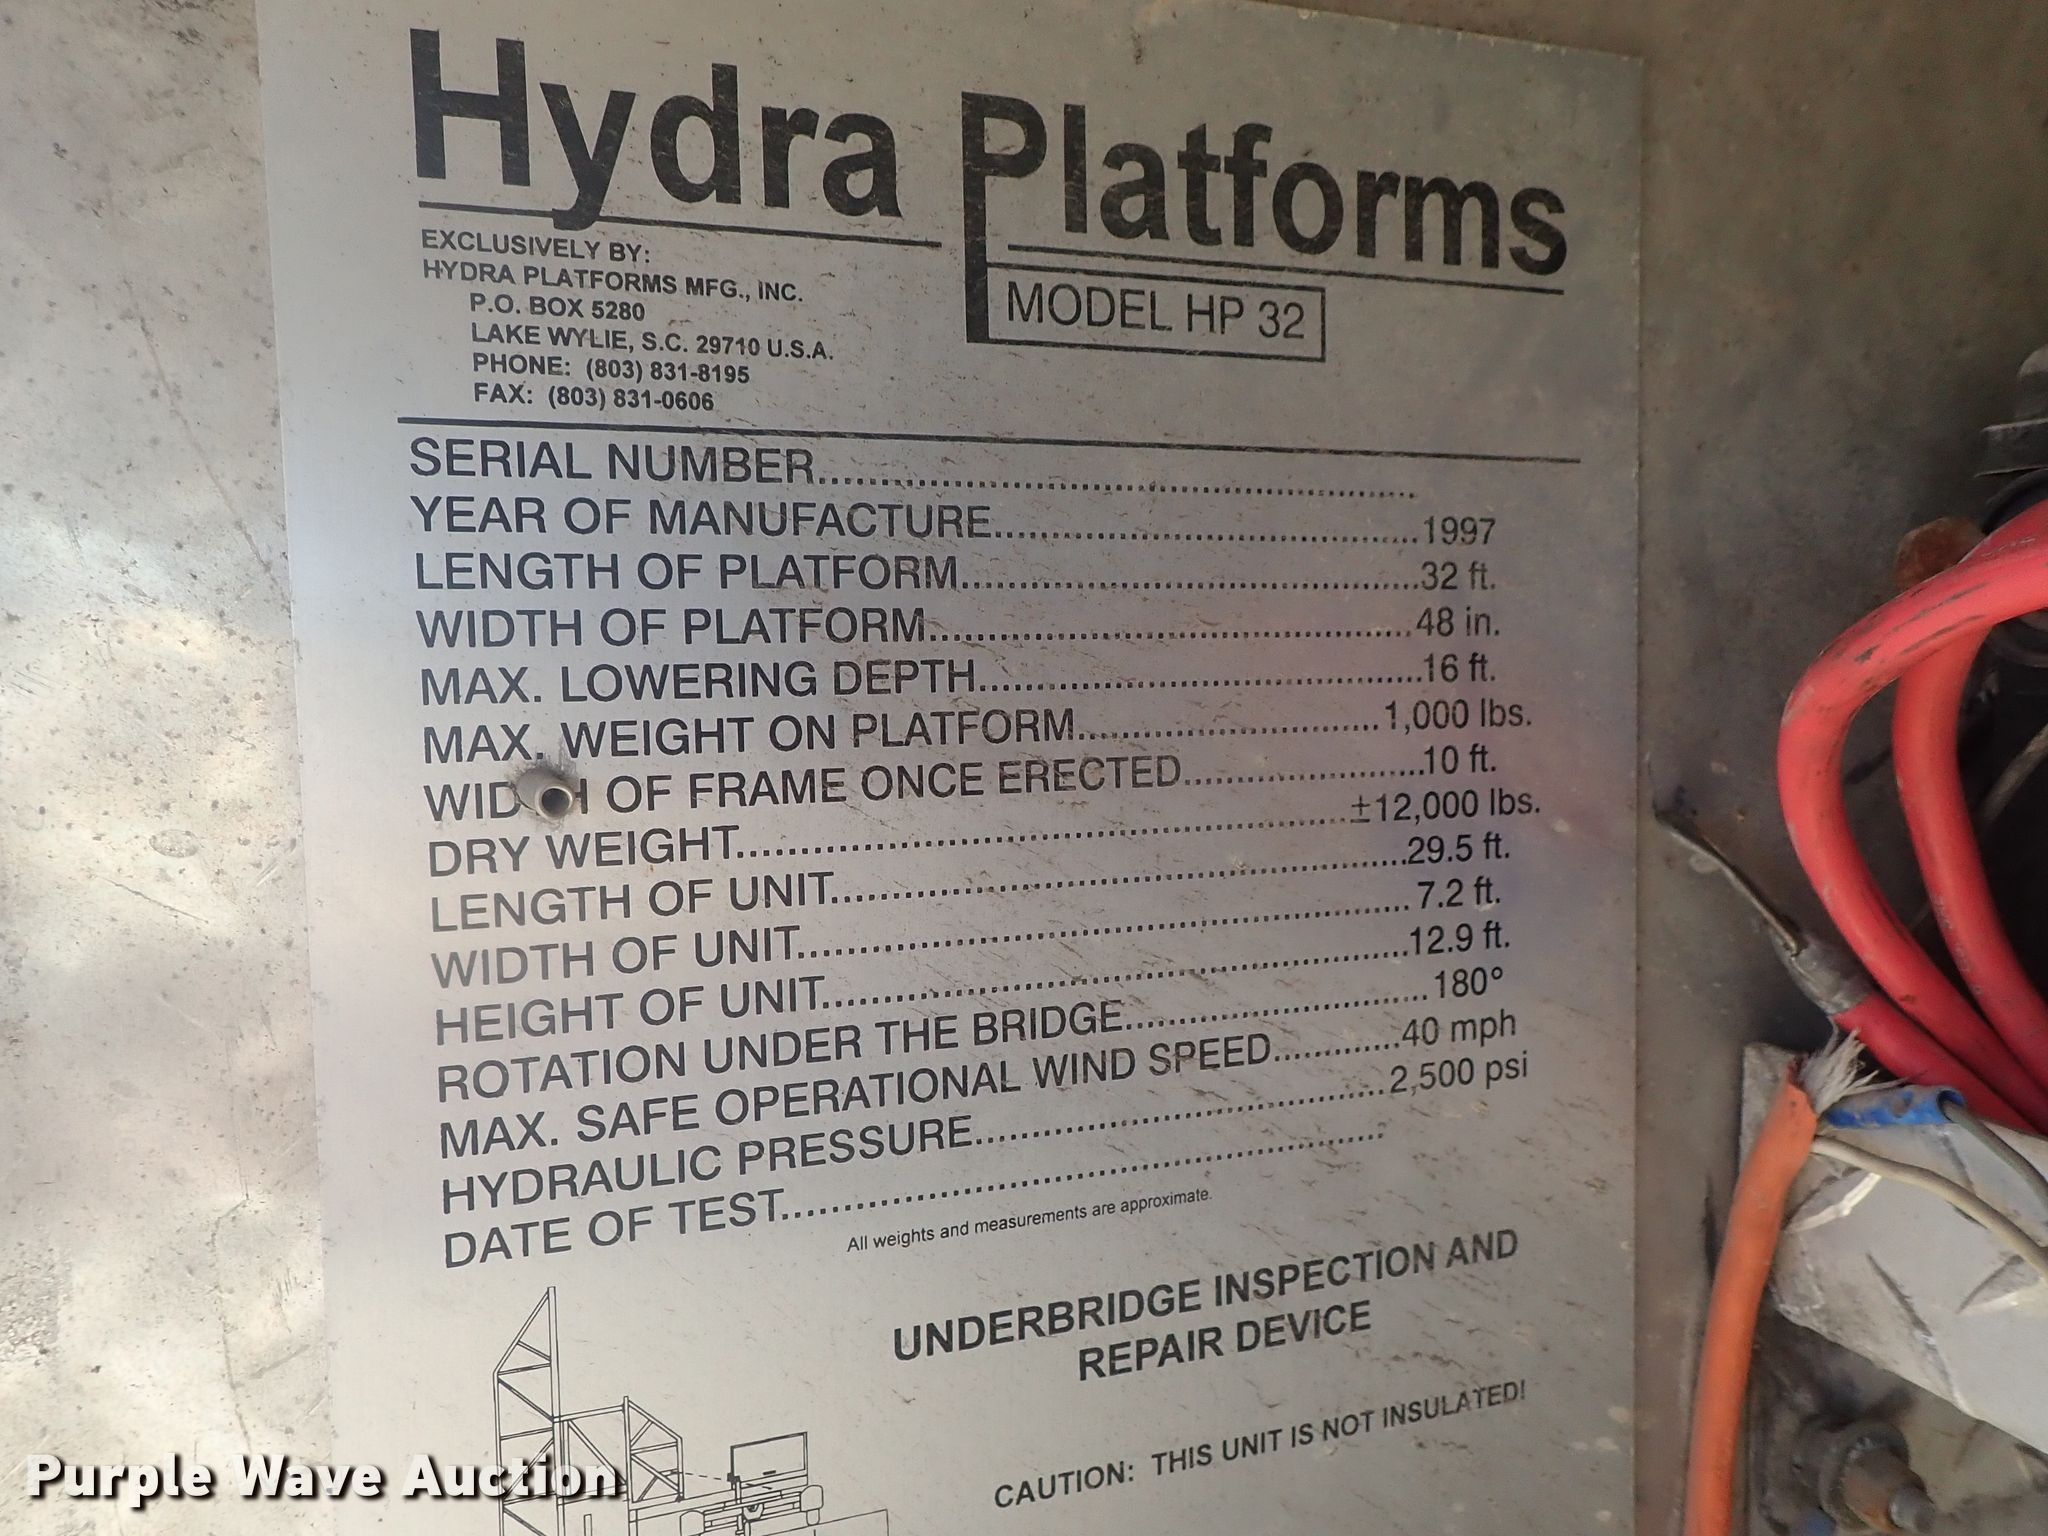 Hydra Platforms
EXCLUSIVELY BY:
HYDRA PLATFORMS MFG., INC.
P.O. BOX 5280
LAKE WYLIE, S.C. 29710 U.S.A.
PHONE: (803) 831-8195
FAX: (803) 831-0606
MODEL HP 32
SERIAL NUMBER
YEAR OF MANUFACTURE 1997
LENGTH OF PLATFORM 32 ft.
WIDTH OF PLATFORM 48 in.
MAX. LOWERING DEPTH 16 ft.
MAX. WEIGHT ON PLATFORM 1,000 lbs.
WIDTH OF FRAME ONCE ERECTED 10 ft.
DRY WEIGHT ±12,000 lbs.
LENGTH OF UNIT 29.5 ft.
WIDTH OF UNIT 7.2 ft.
HEIGHT OF UNIT 12.9 ft.
ROTATION UNDER THE BRIDGE 180°
MAX. SAFE OPERATIONAL WIND SPEED 40 mph
HYDRAULIC PRESSURE 2,500 psi
DATE OF TEST
All weights and measurements are approximate.
UNDERBRIDGE INSPECTION AND
REPAIR DEVICE
CAUTION: THIS UNIT IS NOT INSULATED!
Purple Wave Auction